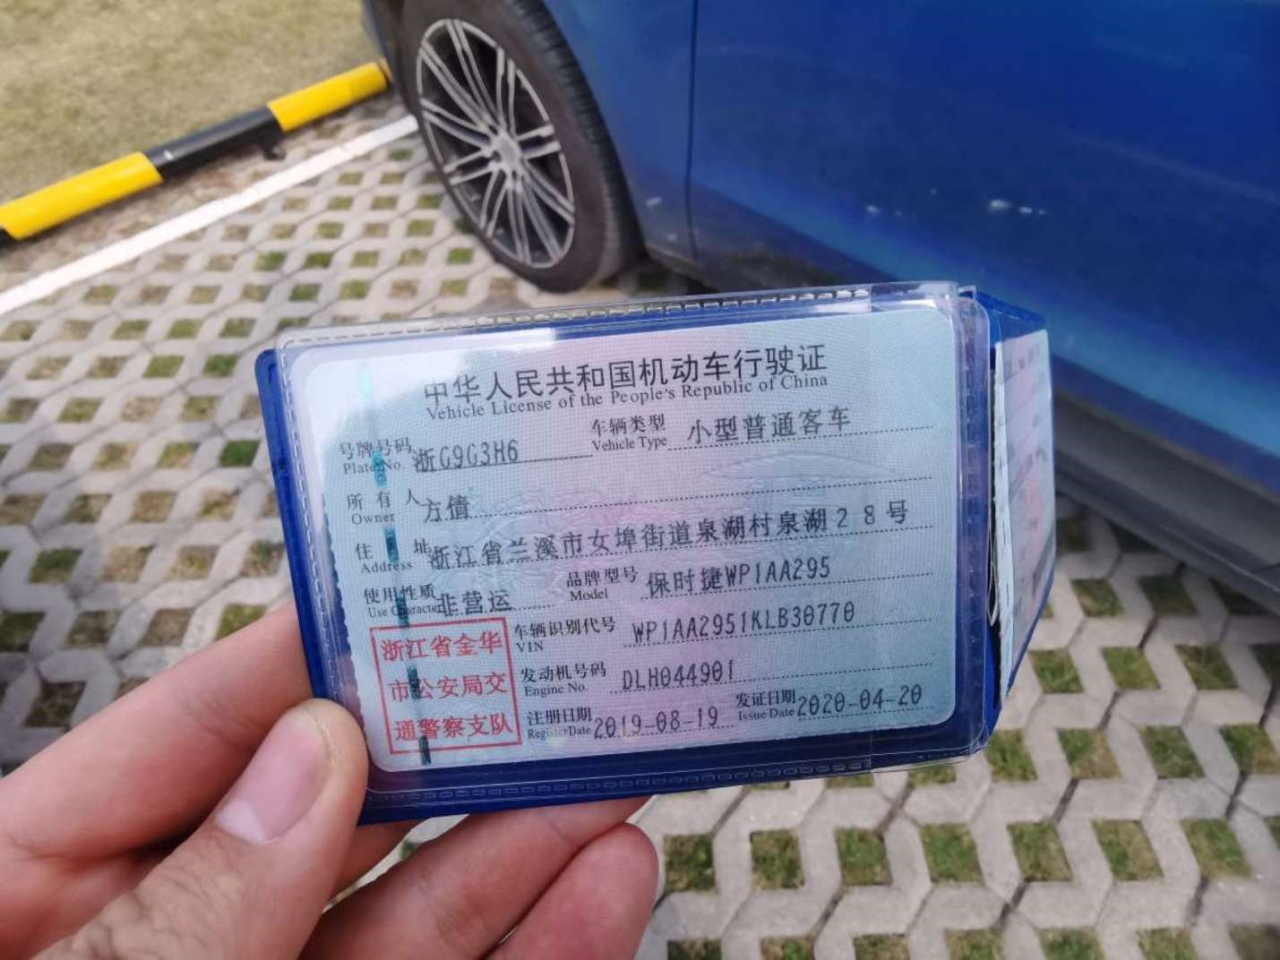 中华人民共和国机动车行驶证
Vehicle License of the People's Republic of China
号牌号码 浙G9G3H6 车辆类型 小型普通客车
Plate No. Vehicle Type
所有人 方倩
Owner
住址 浙江省兰溪市女埠街道泉湖村泉湖28号
Address
使用性质 非营运 品牌型号 保时捷WP1AA295
Use Character Model
车辆识别代号 WP1AA2951KLB30770
VIN
发动机号码 DLH044901
Engine No.
注册日期 2019-08-19 发证日期 2020-04-20
Register Date Issue Date
浙江省金华
市公安局交
通警察支队